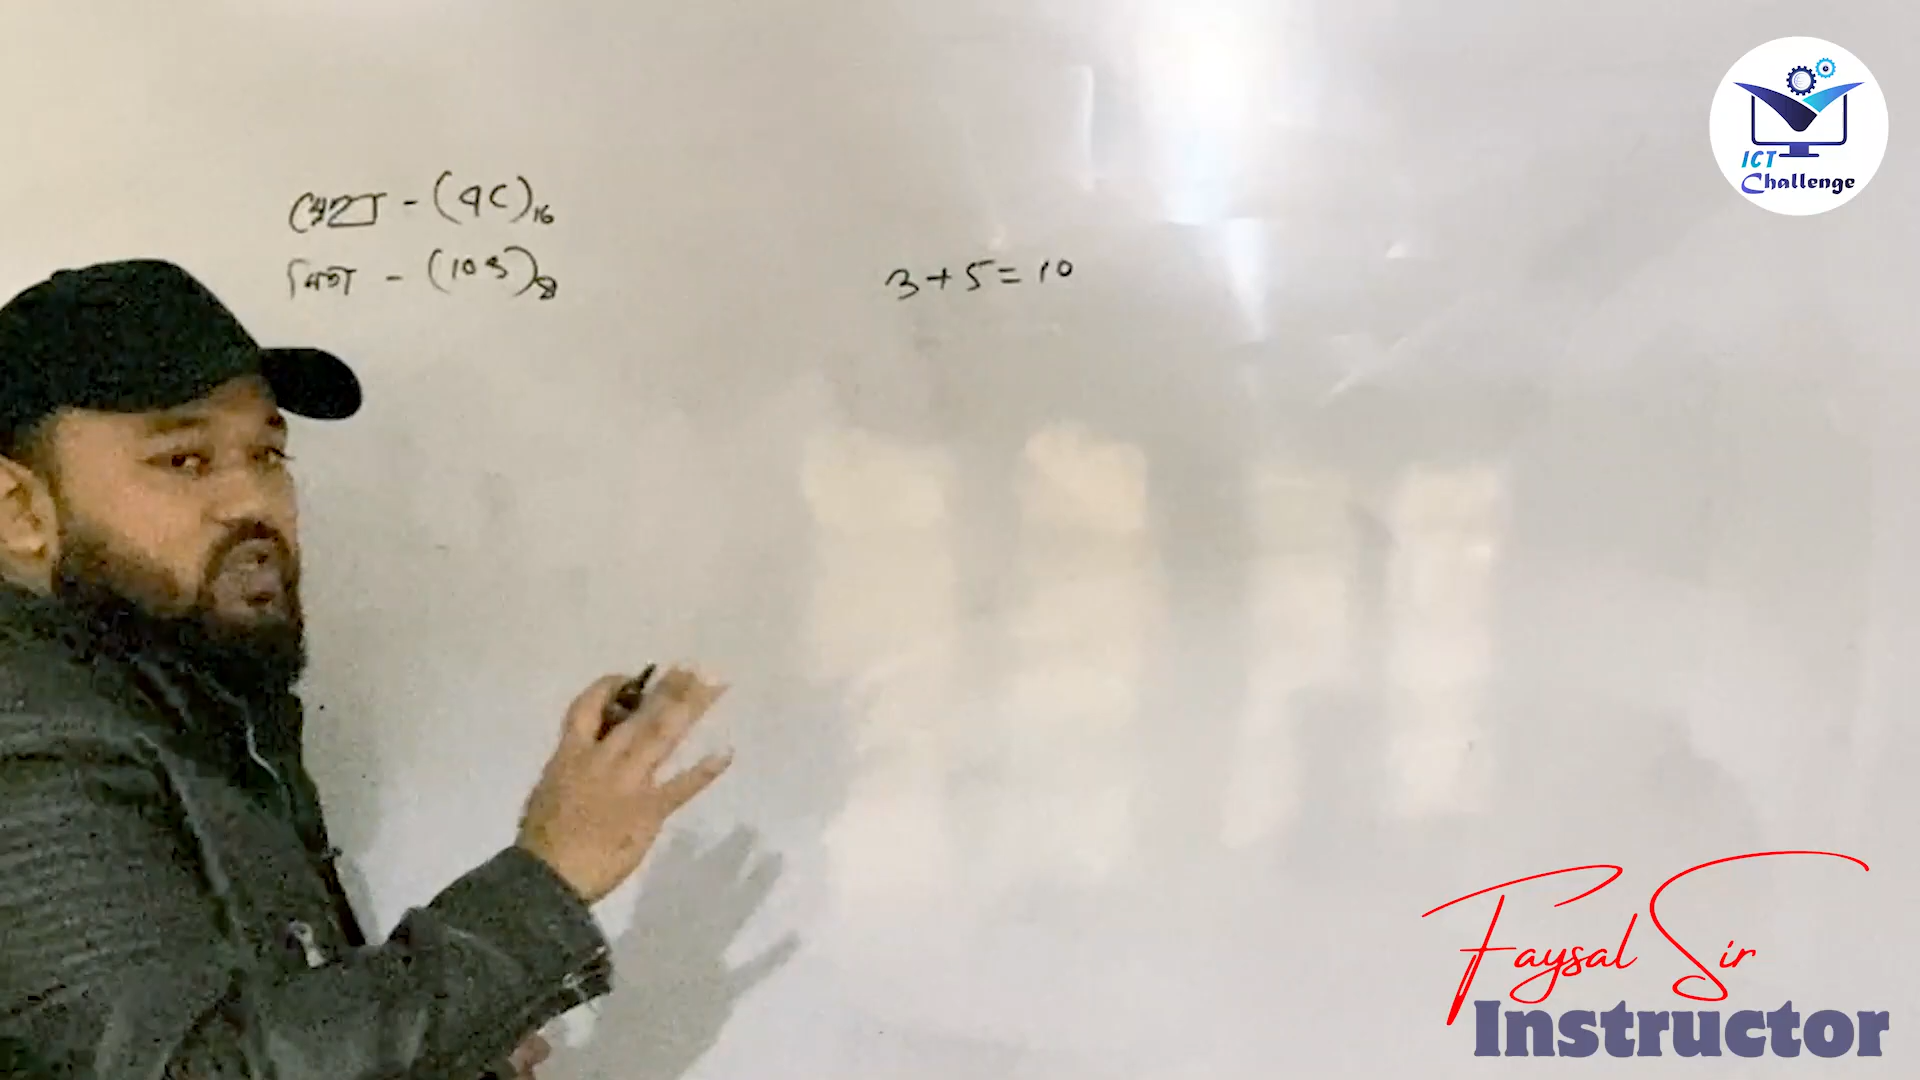 স্নেহা - (9C)₁₆
মিতা - (105)₈
3+5=10
ICT
Challenge
Faysal Sir
Instructor